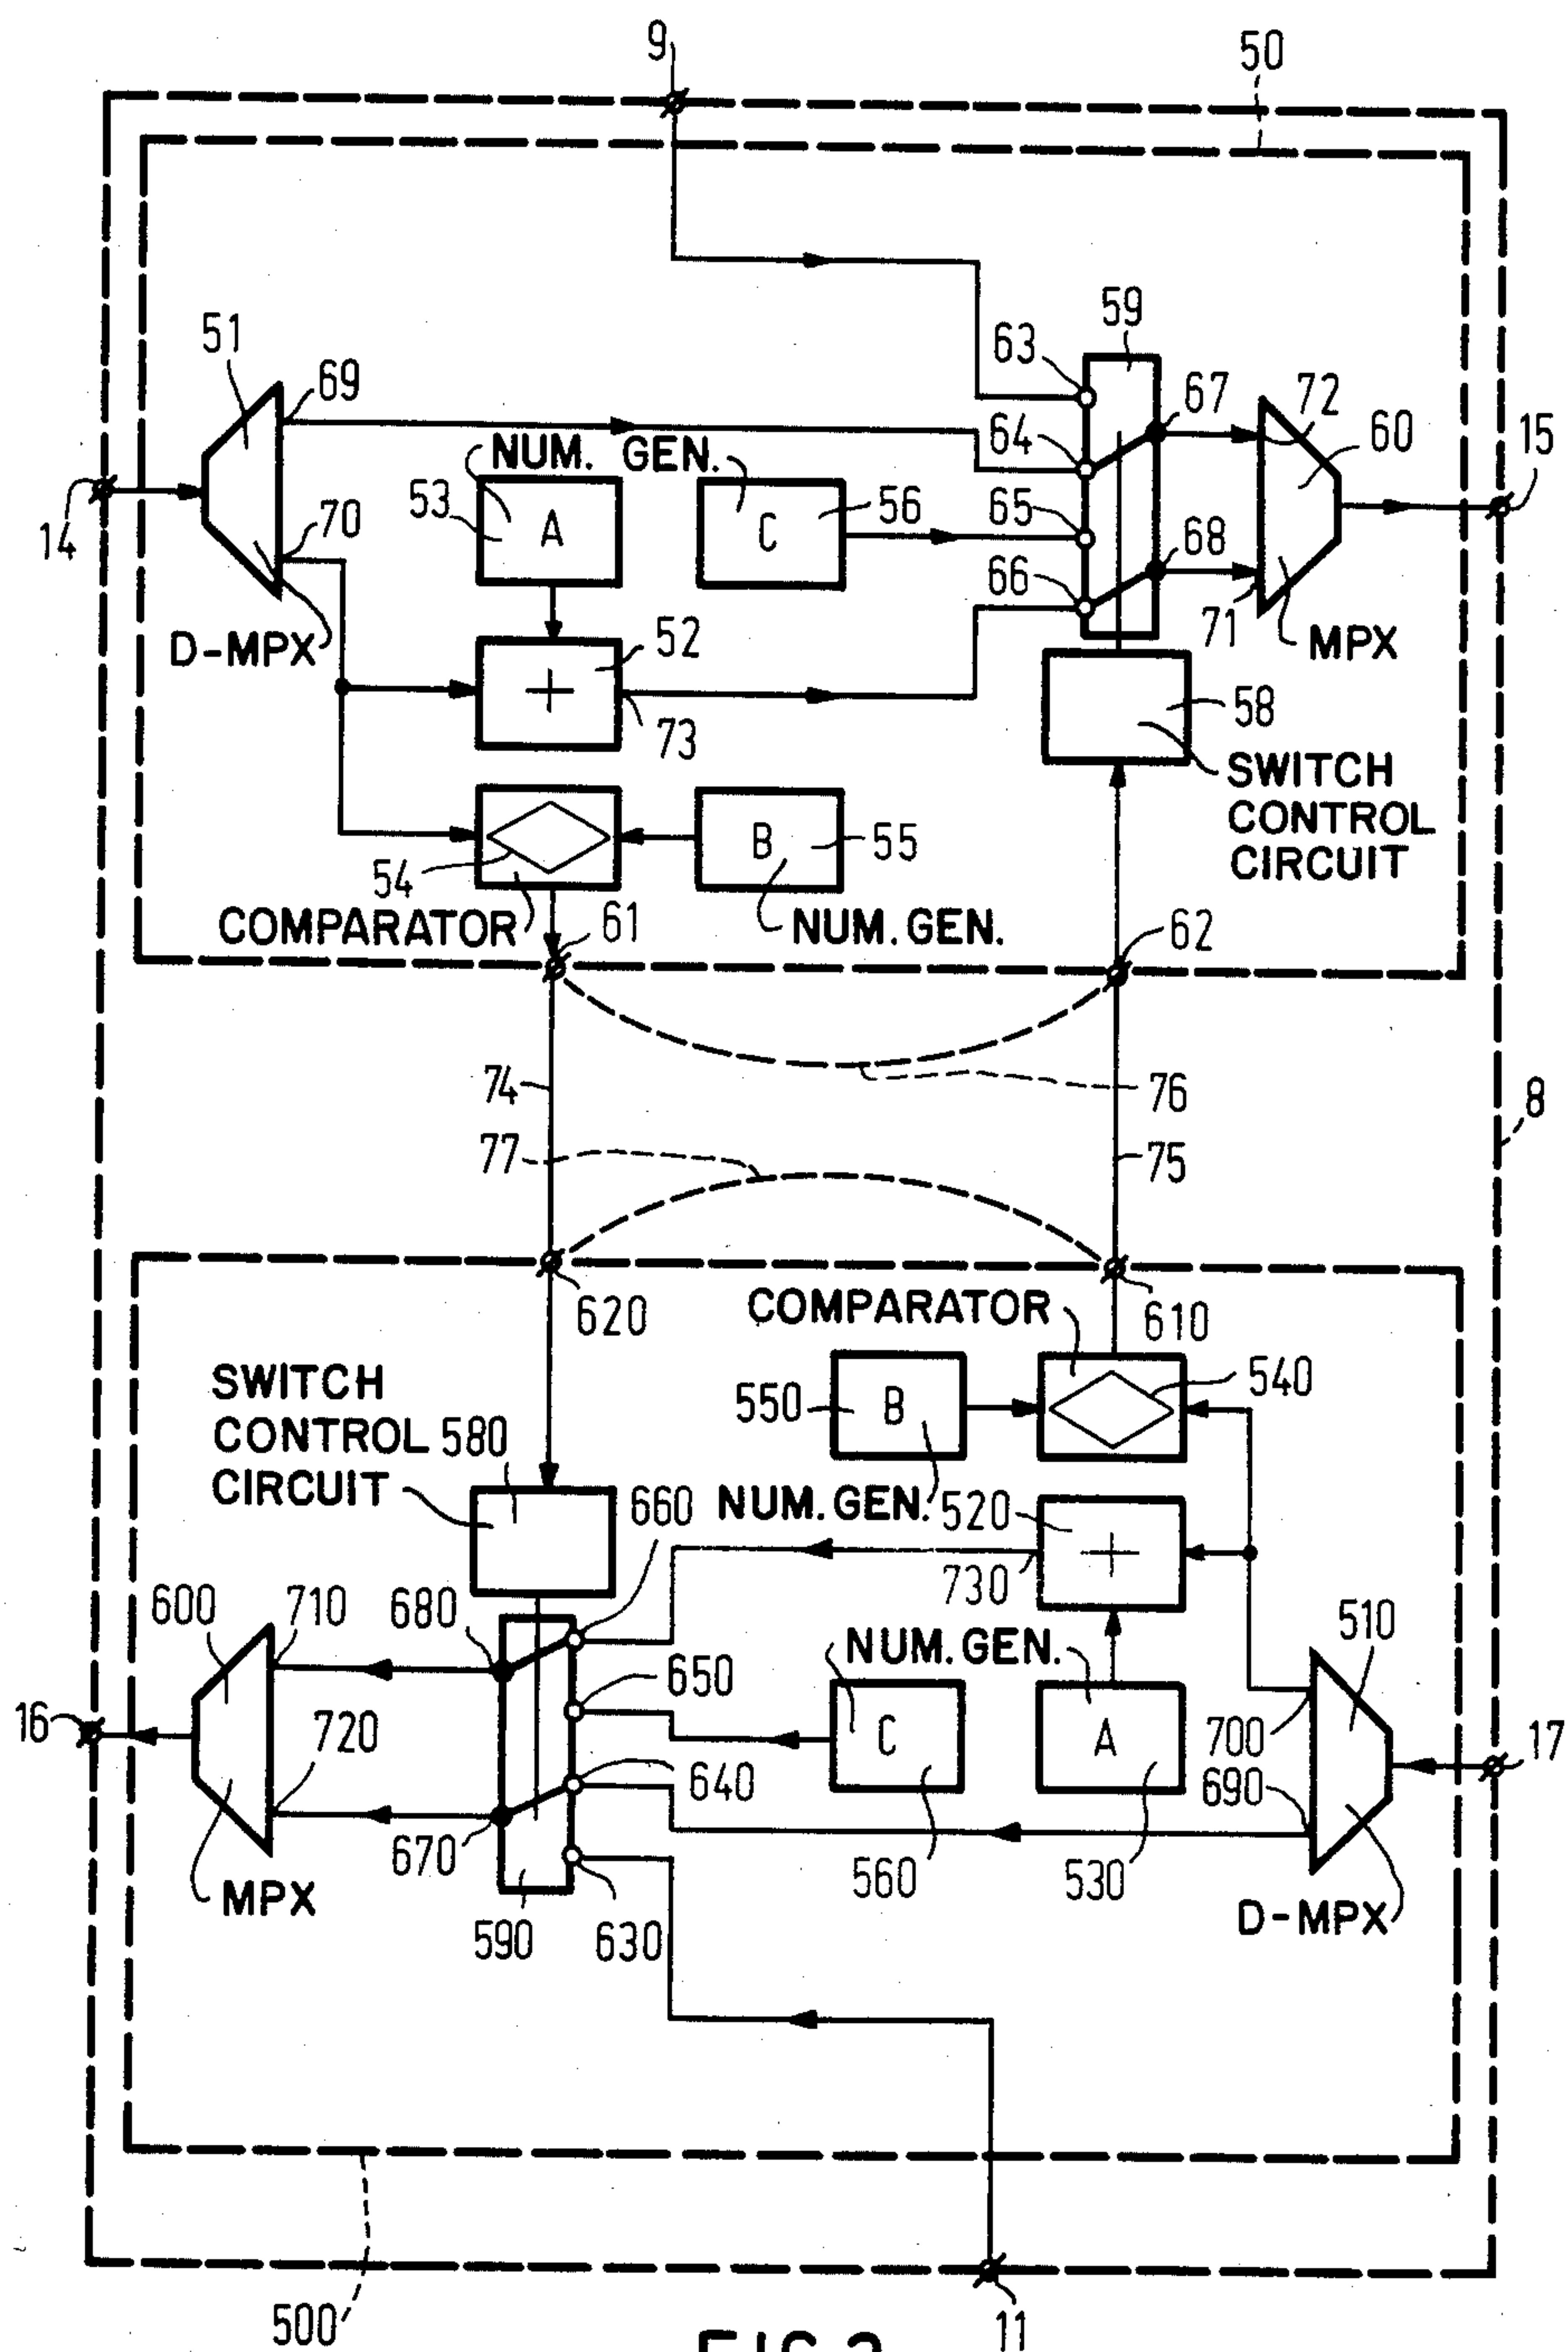 9
50
59
51
69
63
67
72
60
15
64
NUM. GEN.
53
A
C
56
65
14
70
66
68
71
MPX
D-MPX
52
+
73
58
SWITCH
CONTROL
CIRCUIT
54
B
55
COMPARATOR
61
NUM. GEN.
62
74
76
8
77
75
620
COMPARATOR
610
SWITCH
CONTROL 580
CIRCUIT
550
B
540
660
NUM. GEN.
520
+
730
600
710
680
NUM. GEN.
510
650
16
720
C
A
700
17
640
690
670
560
530
MPX
590
630
D-MPX
500
11